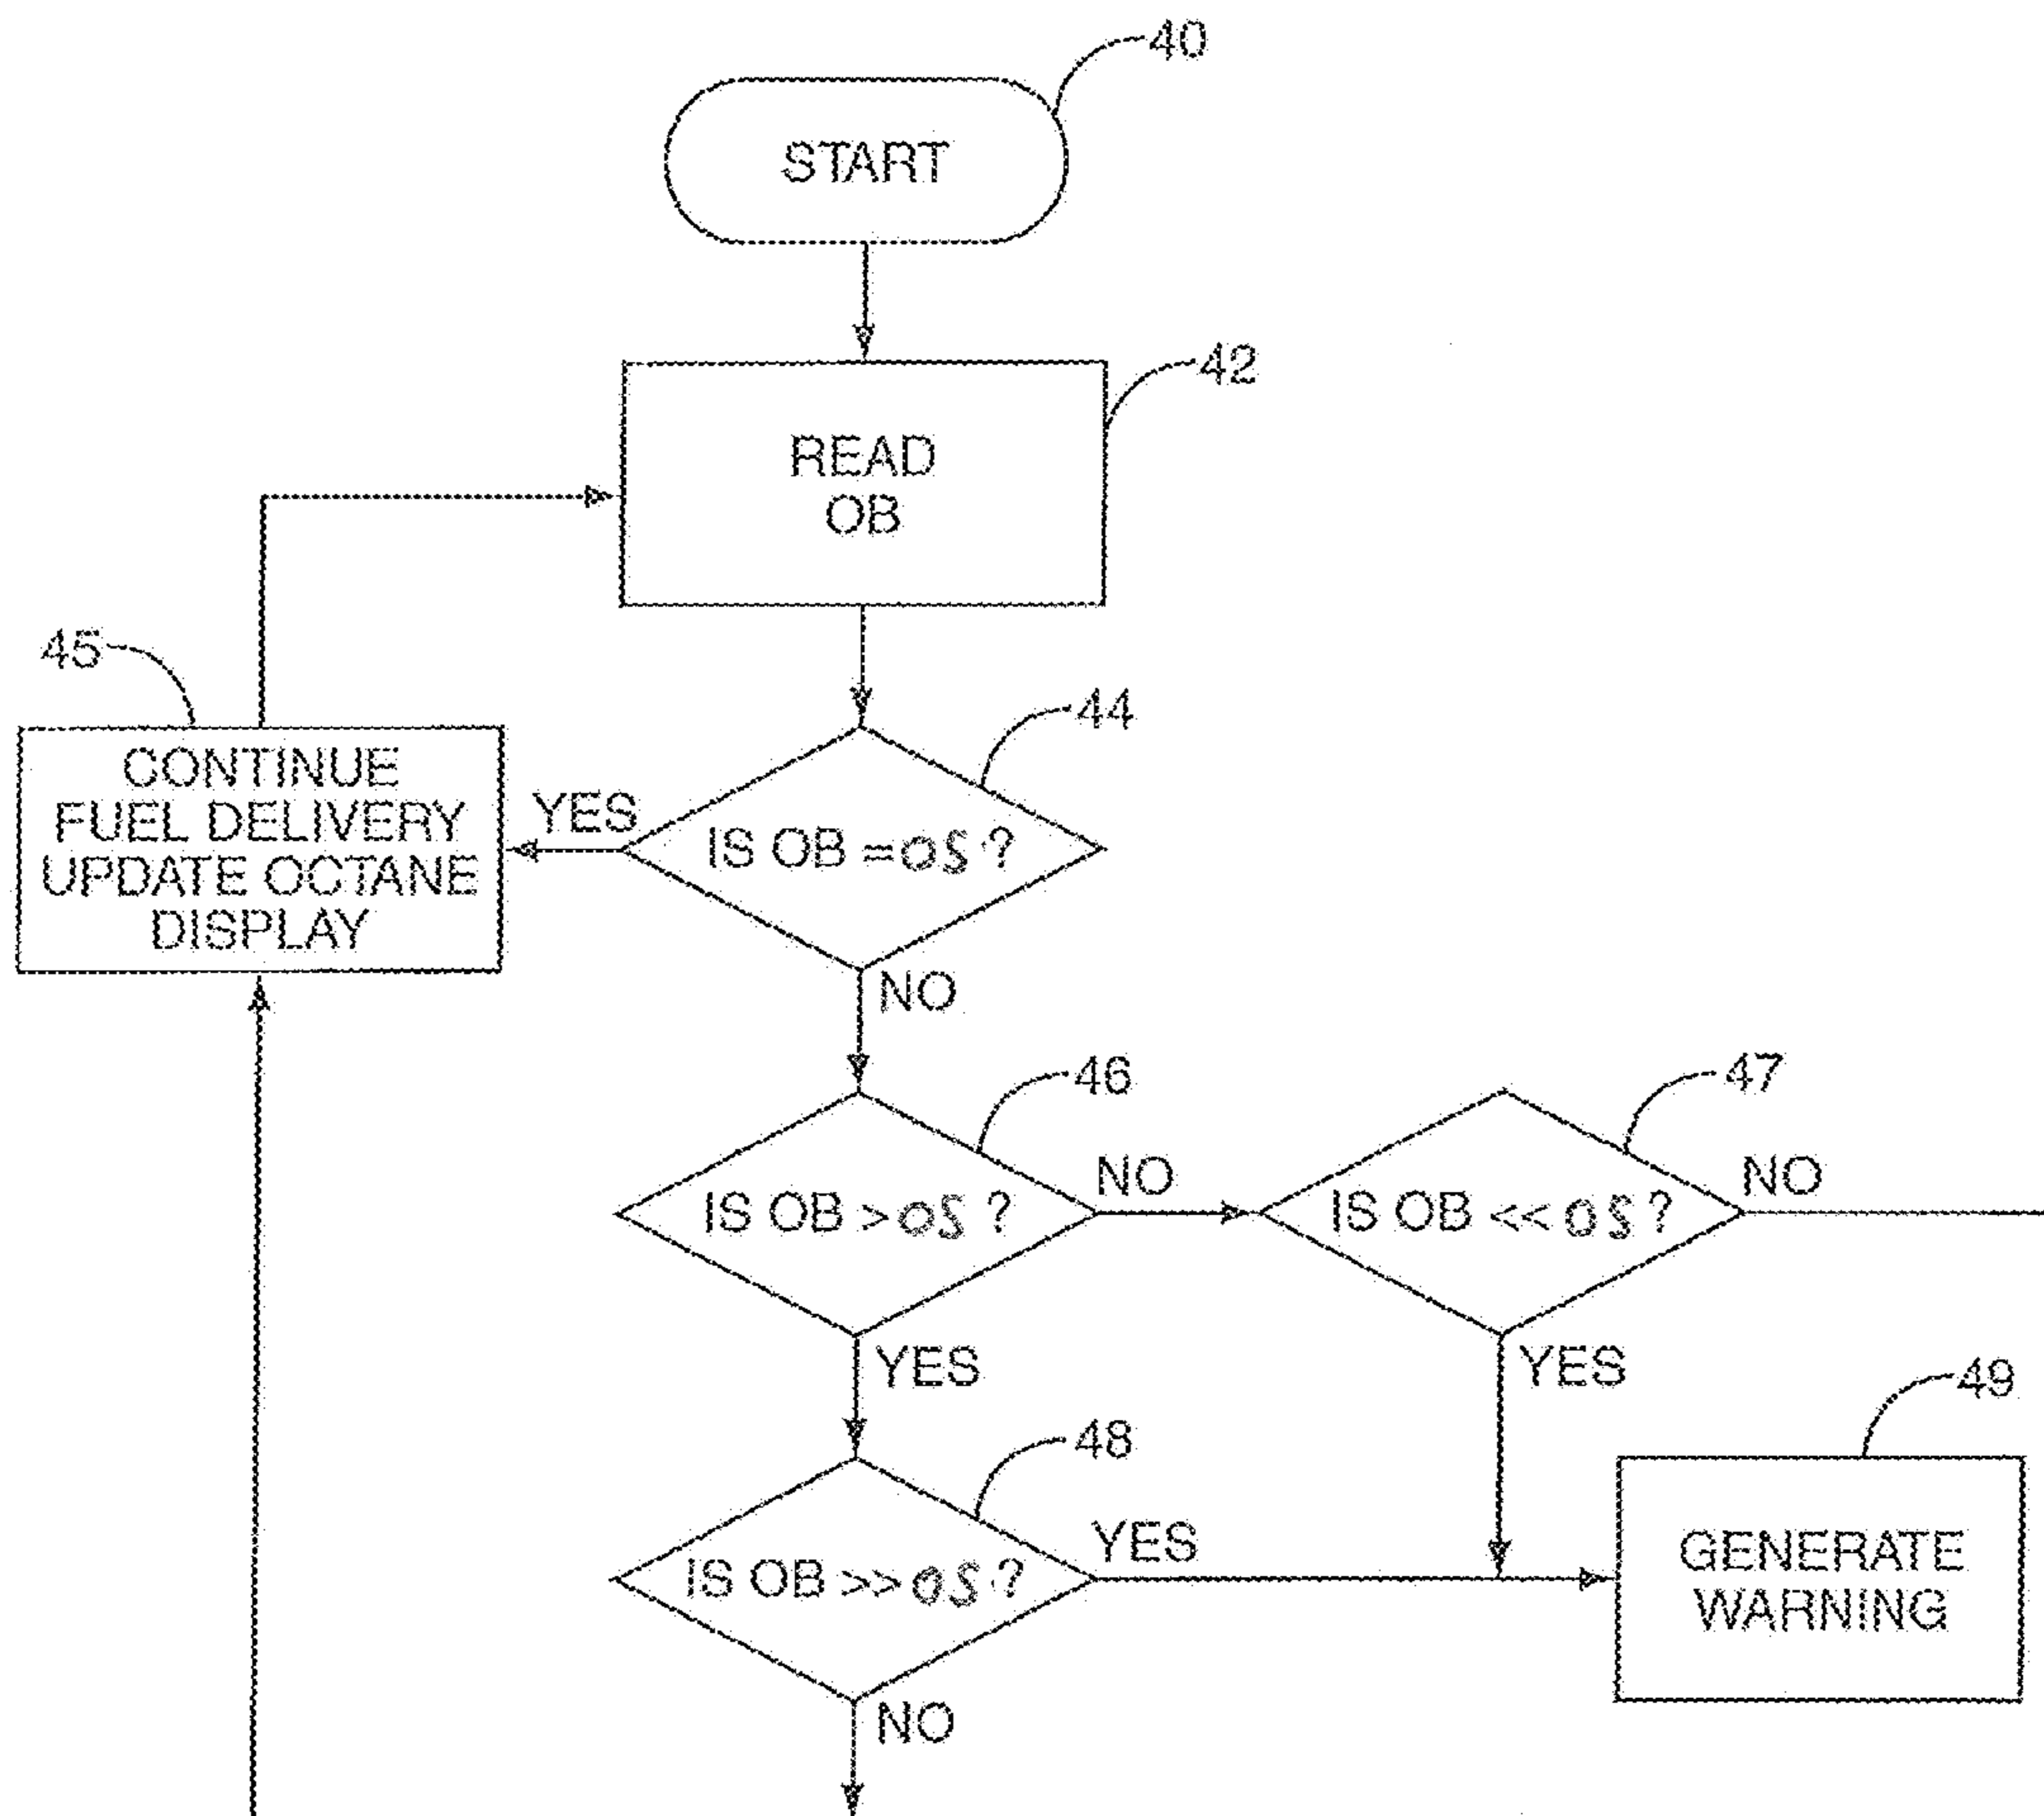 40
START
42
READ
OB
45
CONTINUE
FUEL DELIVERY
UPDATE OCTANE
DISPLAY
YES
44
IS OB = OS ?
NO
46
IS OB > OS ?
NO
47
IS OB << OS ?
NO
YES
YES
48
IS OB >> OS ?
YES
49
GENERATE
WARNING
NO